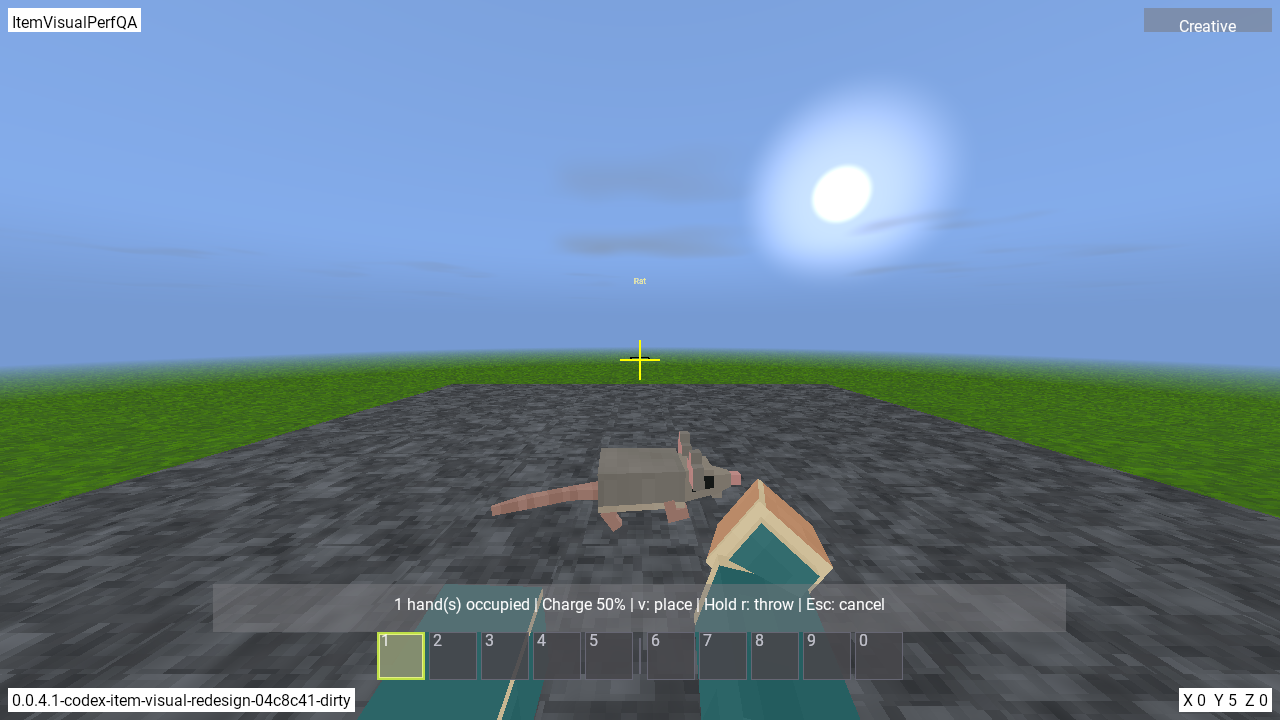 ItemVisualPerfQA
Creative
Rat
1 hand(s) occupied | Charge 50% | v: place | Hold r: throw | Esc: cancel
1 2 3 4 5 6 7 8 9 0
0.0.4.1-codex-item-visual-redesign-04c8c41-dirty
X 0 Y 5 Z 0